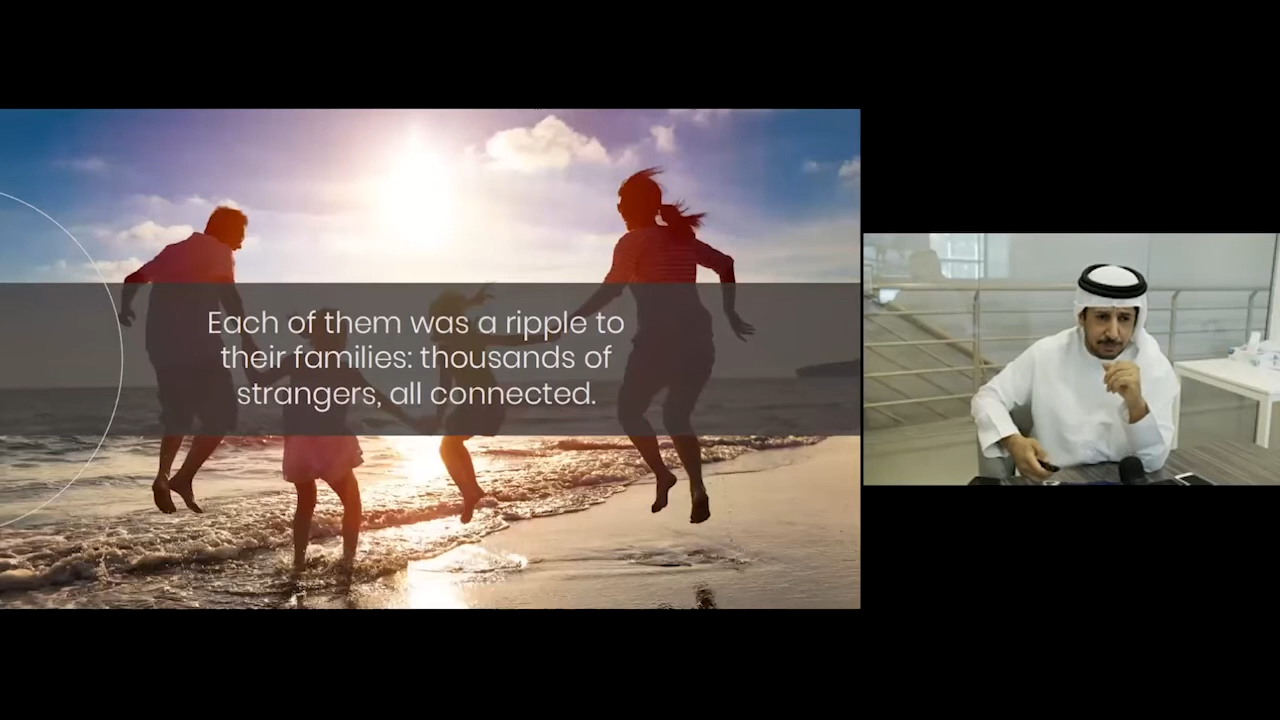 Each of them was a ripple to
their families: thousands of
strangers, all connected.